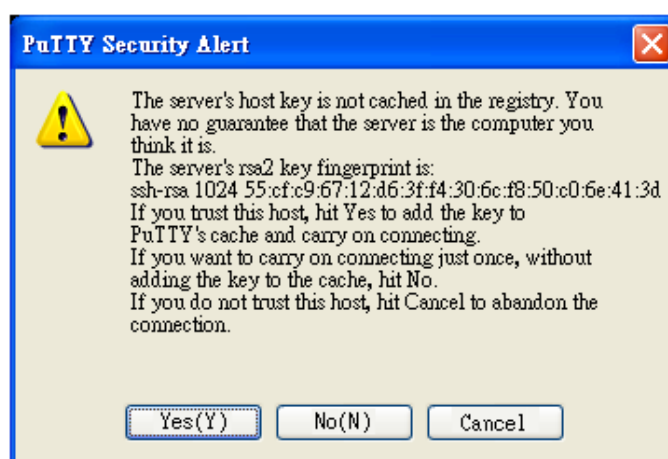 PuTTY Security Alert
The server's host key is not cached in the registry. You
have no guarantee that the server is the computer you
think it is.
The server's rsa2 key fingerprint is:
ssh-rsa 1024 55:cf:c9:67:12:d6:3f:f4:30:6c:f8:50:c0:6e:41:3d
If you trust this host, hit Yes to add the key to
PuTTY's cache and carry on connecting.
If you want to carry on connecting just once, without
adding the key to the cache, hit No.
If you do not trust this host, hit Cancel to abandon the
connection.
Yes(Y) No(N) Cancel